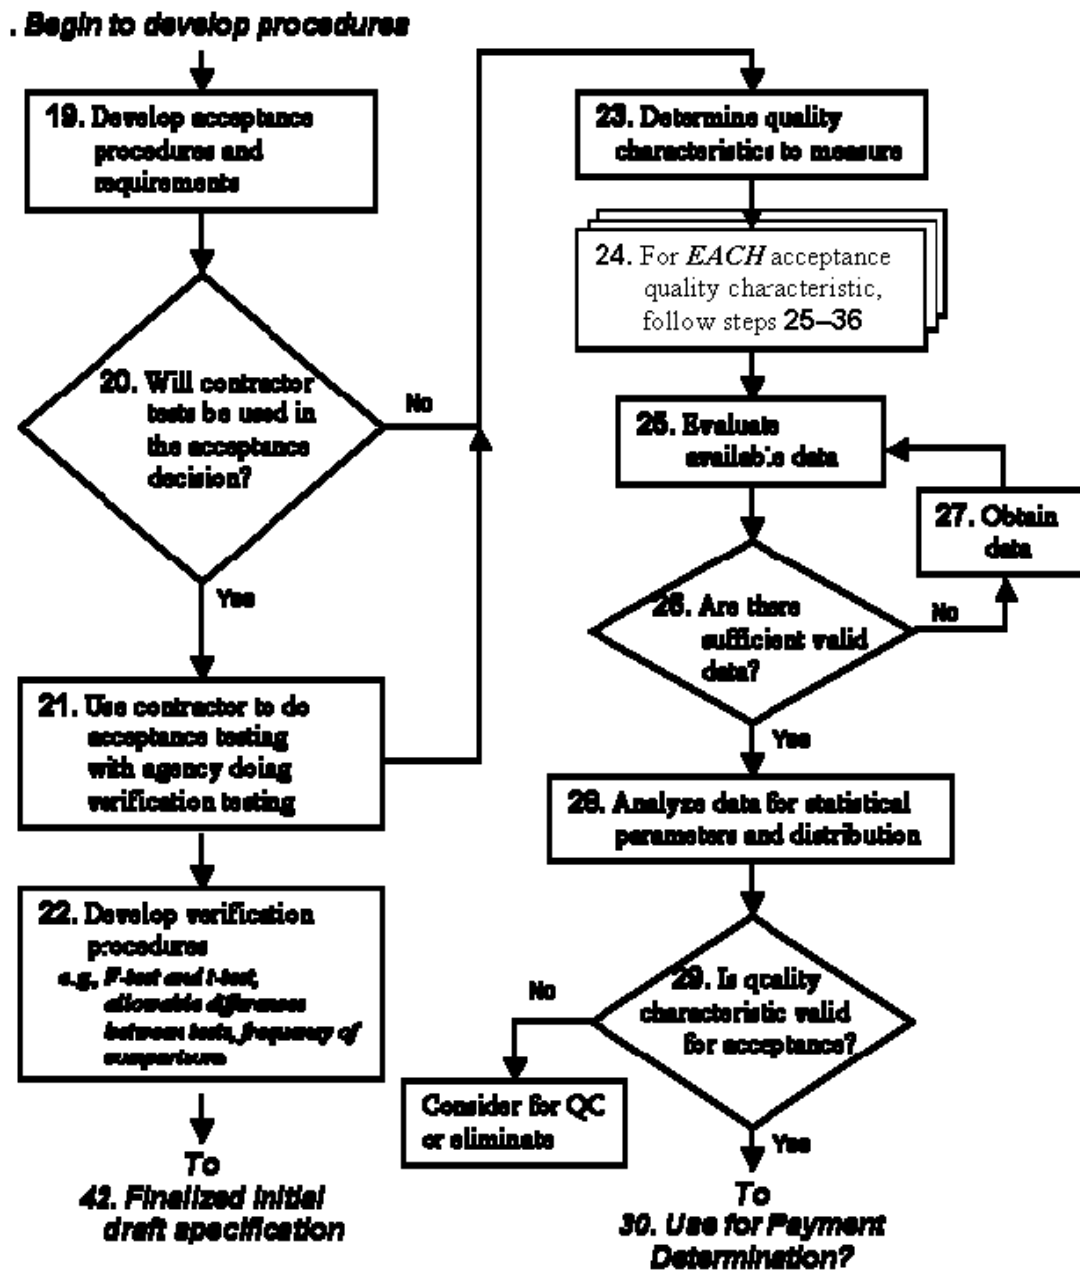 . Begin to develop procedures
19. Develop acceptance
procedures and
requirements
20. Will contractor
tests be used in
the acceptance
decision?
No
Yes
21. Use contractor to do
acceptance testing
with agency doing
verification testing
22. Develop verification
procedures
e.g., F-test and t-test,
allowable differences
between tests, frequency of
comparisons
To
42. Finalized initial
draft specification
23. Determine quality
characteristics to measure
24. For EACH acceptance
quality characteristic,
follow steps 25–36
25. Evaluate
available data
26. Are there
sufficient valid
data?
No
27. Obtain
data
Yes
28. Analyze data for statistical
parameters and distribution
29. Is quality
characteristic valid
for acceptance?
No
Consider for QC
or eliminate
Yes
To
30. Use for Payment
Determination?